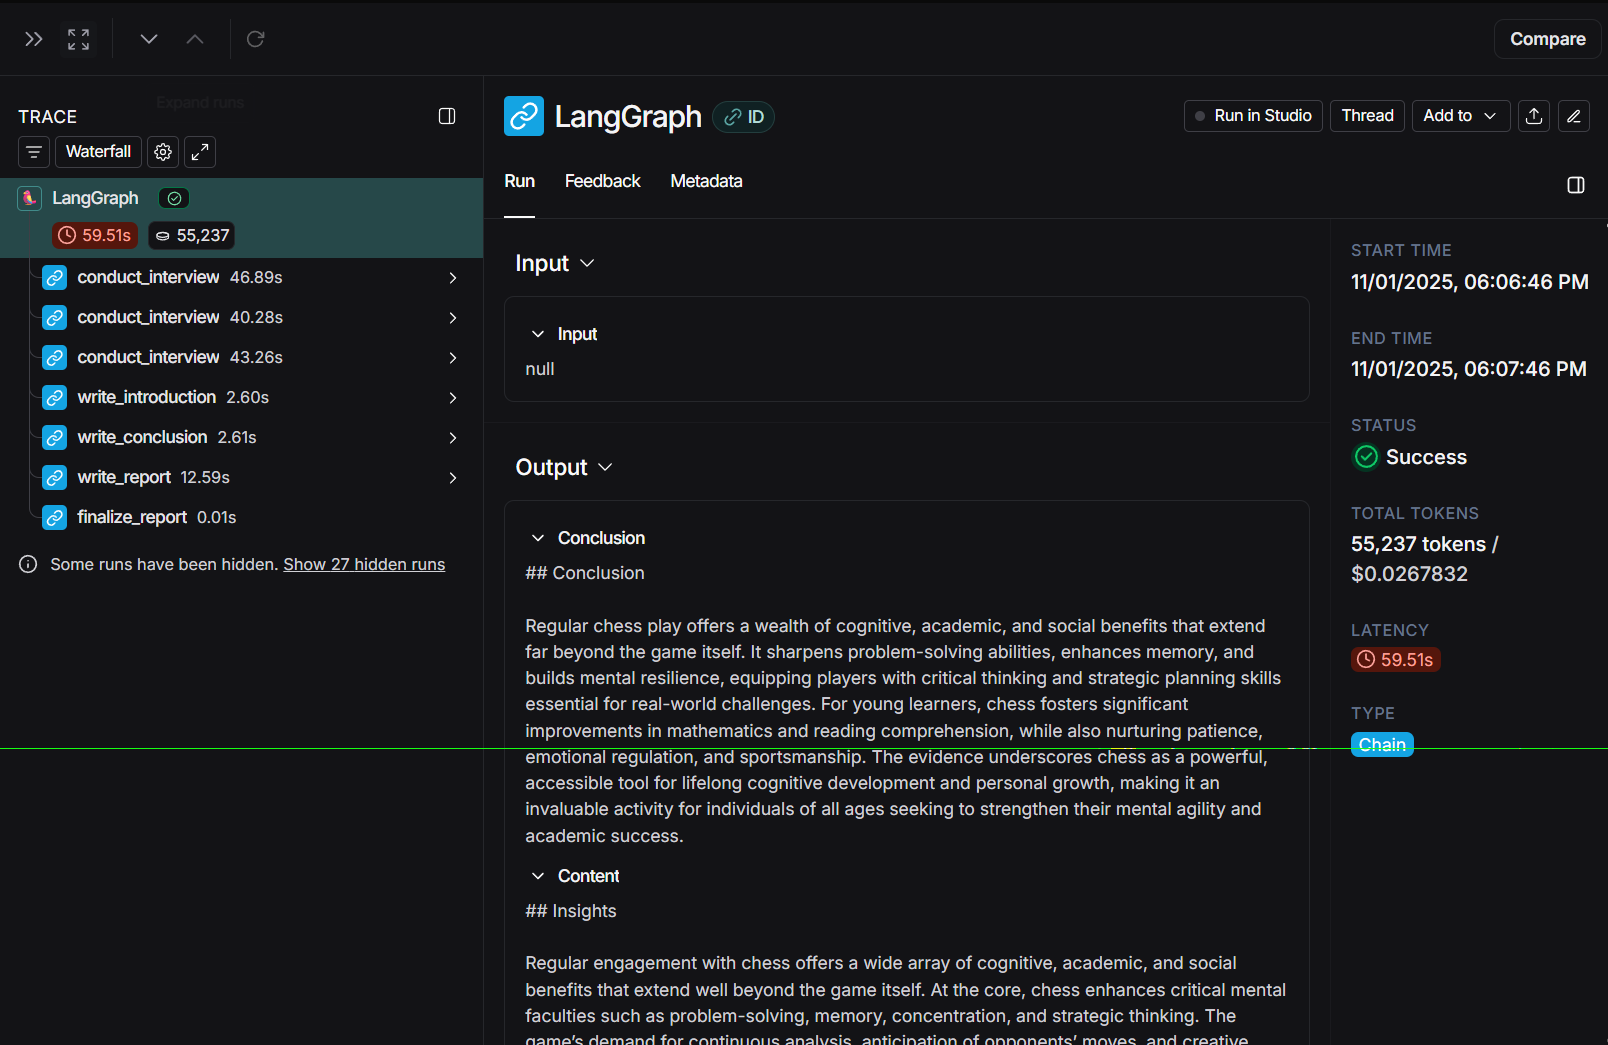 Compare
Expand runs
TRACE
Waterfall
LangGraph
59.51s
55,237
conduct_interview 46.89s
conduct_interview 40.28s
conduct_interview 43.26s
write_introduction 2.60s
write_conclusion 2.61s
write_report 12.59s
finalize_report 0.01s
Some runs have been hidden. Show 27 hidden runs
LangGraph
ID
Run in Studio
Thread
Add to
Run
Feedback
Metadata
Input
Input
null
Output
Conclusion
## Conclusion
Regular chess play offers a wealth of cognitive, academic, and social benefits that extend
far beyond the game itself. It sharpens problem-solving abilities, enhances memory, and
builds mental resilience, equipping players with critical thinking and strategic planning skills
essential for real-world challenges. For young learners, chess fosters significant
improvements in mathematics and reading comprehension, while also nurturing patience,
emotional regulation, and sportsmanship. The evidence underscores chess as a powerful,
accessible tool for lifelong cognitive development and personal growth, making it an
invaluable activity for individuals of all ages seeking to strengthen their mental agility and
academic success.
Content
## Insights
Regular engagement with chess offers a wide array of cognitive, academic, and social
benefits that extend well beyond the game itself. At the core, chess enhances critical mental
faculties such as problem-solving, memory, concentration, and strategic thinking. The
game's demand for continuous analysis, anticipation of opponents' moves, and creative
START TIME
11/01/2025, 06:06:46 PM
END TIME
11/01/2025, 06:07:46 PM
STATUS
Success
TOTAL TOKENS
55,237 tokens /
$0.0267832
LATENCY
59.51s
TYPE
Chain